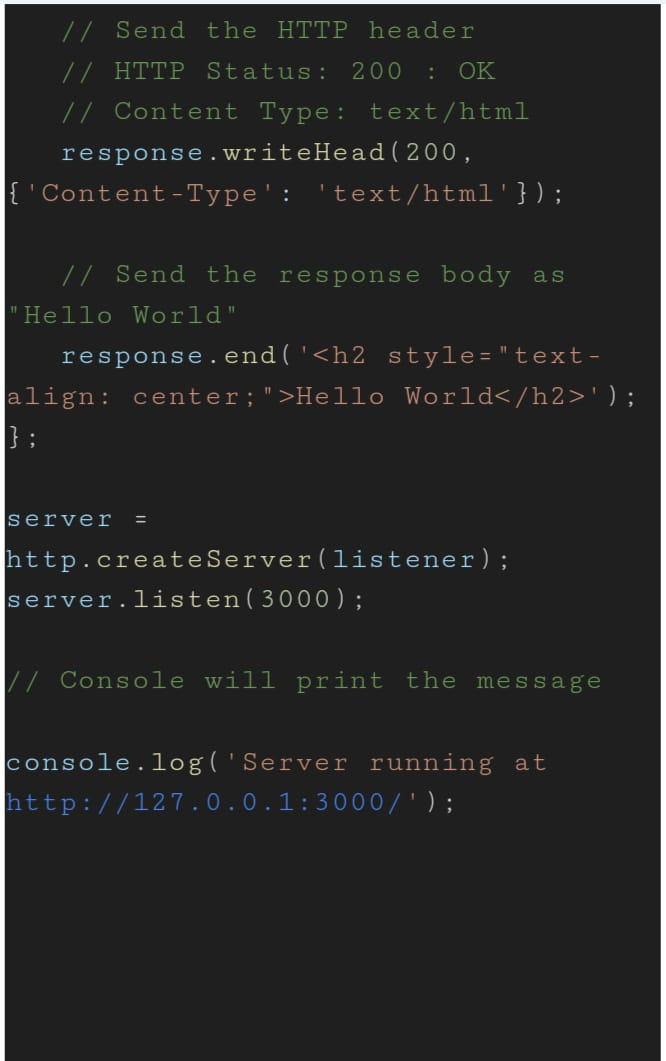 // Send the HTTP header
// HTTP Status: 200 : OK
// Content Type: text/html
response.writeHead(200,
{'Content-Type': 'text/html'});
// Send the response body as
"Hello World"
response.end('<h2 style="text-
align: center;">Hello World</h2>');
};
server =
http.createServer(listener);
server.listen(3000);
// Console will print the message
console.log('Server running at
http://127.0.0.1:3000/');